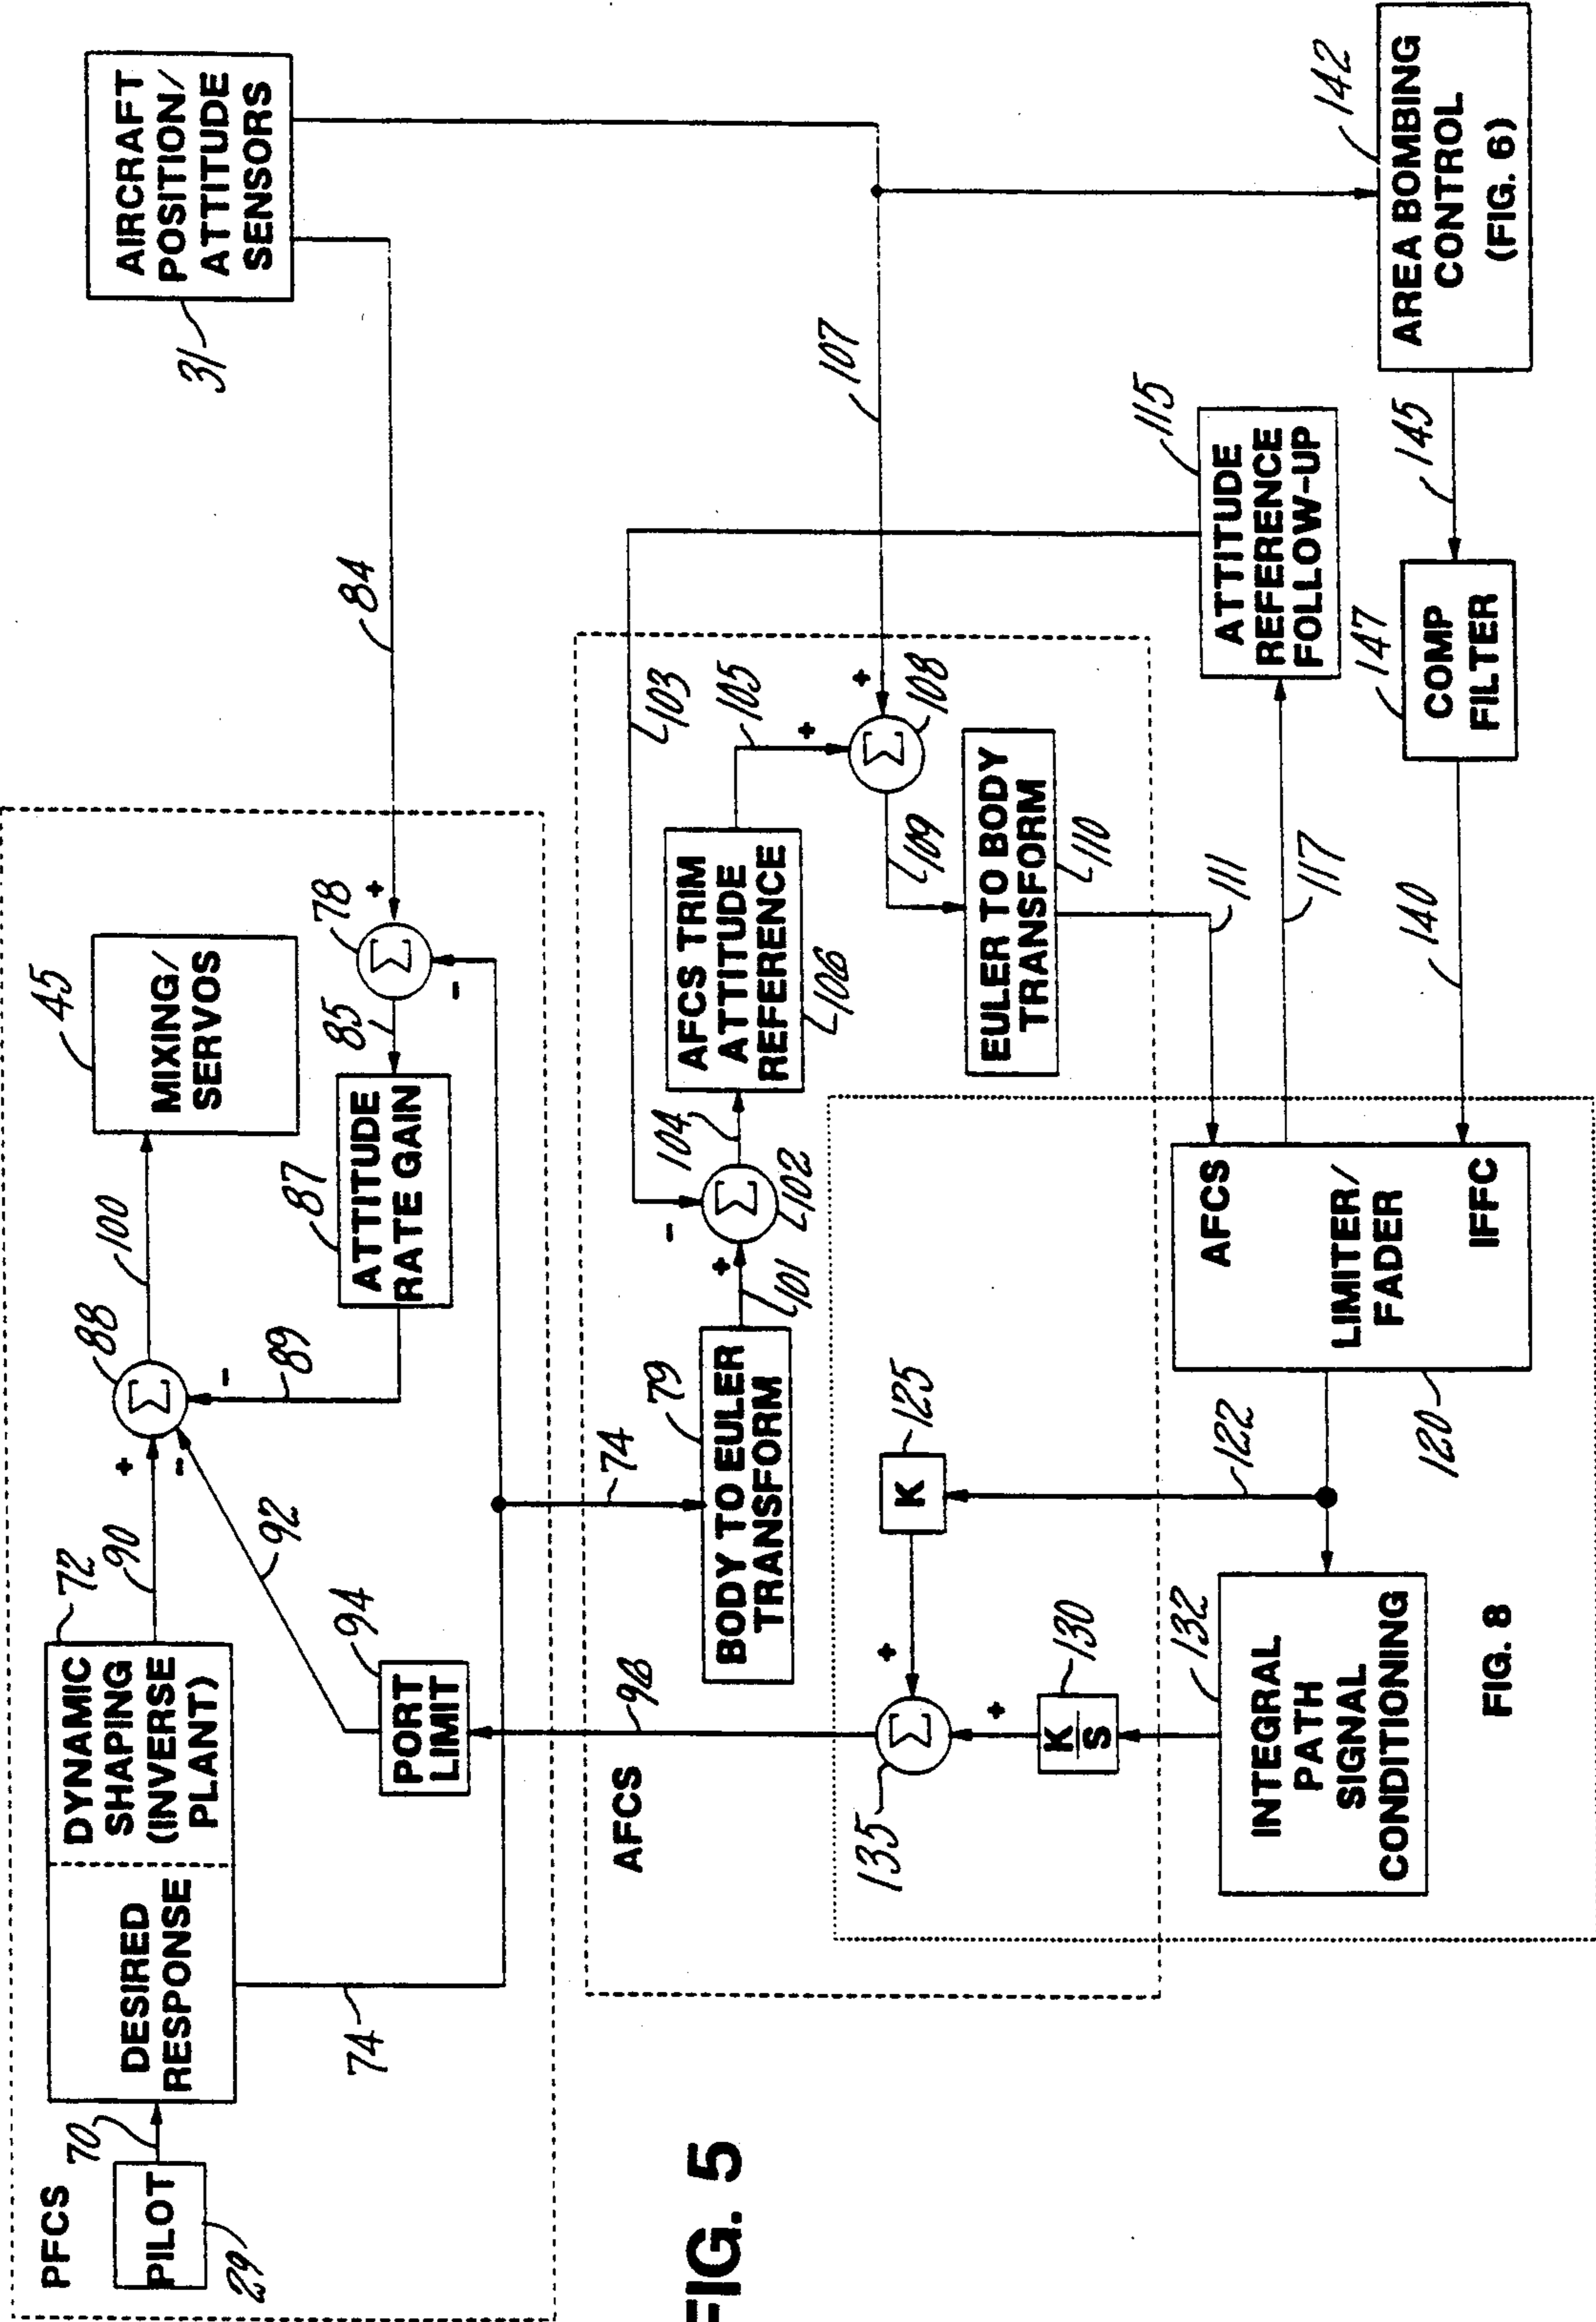 PFCS
PILOT
29
70
DESIRED
RESPONSE
DYNAMIC
SHAPING
(INVERSE
PLANT)
72
74
90
92
PORT
LIMIT
94
+
-
-
Σ
88
89
100
MIXING/
SERVOS
45
ATTITUDE
RATE GAIN
87
85
Σ
78
+
-
84
AIRCRAFT
POSITION/
ATTITUDE
SENSORS
31
AFCS
98
74
BODY TO EULER
TRANSFORM
79
101
+
-
Σ
102
103
104
AFCS TRIM
ATTITUDE
REFERENCE
106
105
+
+
Σ
108
107
109
EULER TO BODY
TRANSFORM
110
111
ATTITUDE
REFERENCE
FOLLOW-UP
115
117
135
Σ
+
+
K
125
K
S
130
INTEGRAL
PATH
SIGNAL
CONDITIONING
132
122
AFCS
LIMITER/
FADER
IFFC
120
140
COMP
FILTER
147
145
AREA BOMBING
CONTROL
(FIG. 6)
142
FIG. 8
FIG. 5